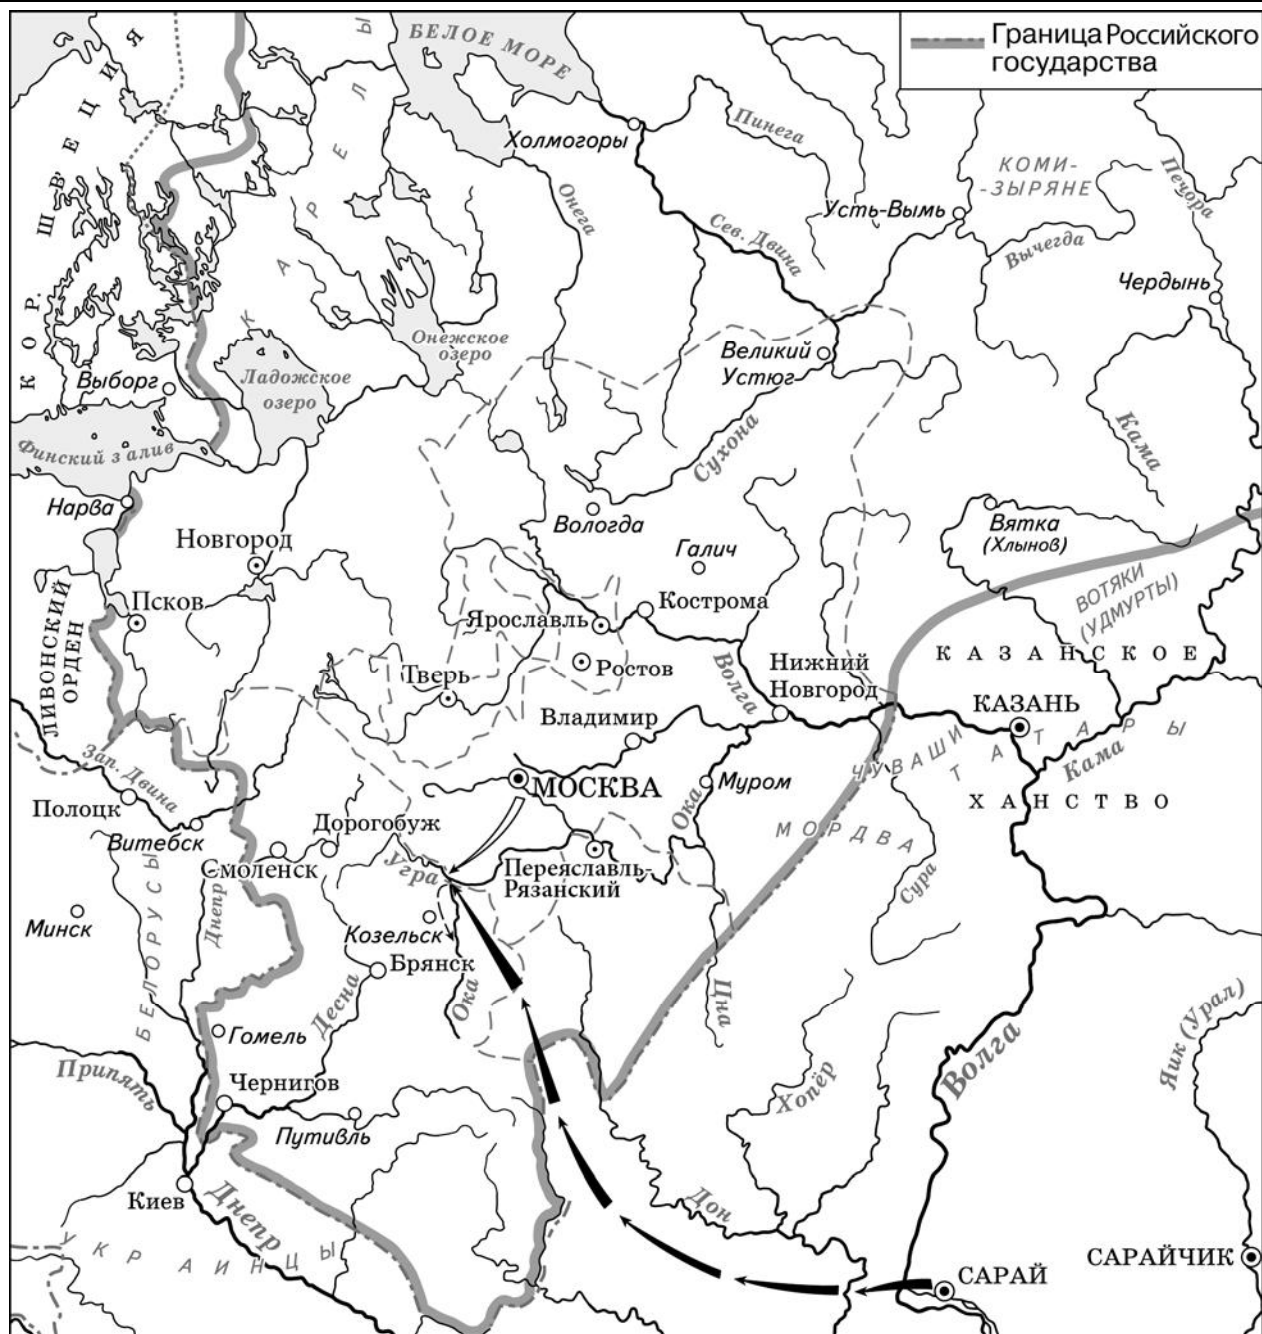 Граница Российского
государства
БЕЛОЕ МОРЕ
КОР. ШВЕЦИЯ
КАРЕЛЫ
Холмогоры
Пинега
КОМИ-
-ЗЫРЯНЕ
Печора
Онега
Усть-Вымь
Сев. Двина
Вычегда
Чердынь
Онежское
озеро
Великий
Устюг
Выборг
Ладожское
озеро
Финский залив
Сухона
Кама
Нарва
Новгород
Вологда
Галич
Вятка
(Хлынов)
ВОТЯКИ
(УДМУРТЫ)
ЛИВОНСКИЙ
ОРДЕН
Псков
Ярославль
Кострома
КАЗАНСКОЕ
Тверь
Ростов
Волга
Нижний
Новгород
Владимир
КАЗАНЬ
ЧУВАШИ
ТАТАРЫ
Зап. Двина
МОСКВА
Ока
Муром
Кама
ХАНСТВО
Полоцк
Витебск
Дорогобуж
МОРДВА
Смоленск
Угра
Переяславль-
Рязанский
Сура
БЕЛОРУСЫ
Днепр
Минск
Козельск
Брянск
Десна
Ока
Цна
Гомель
Волга
Яик (Урал)
Припять
Чернигов
Хопёр
Путивль
Киев
Днепр
Дон
УКРАИНЦЫ
САРАЙ
САРАЙЧИК